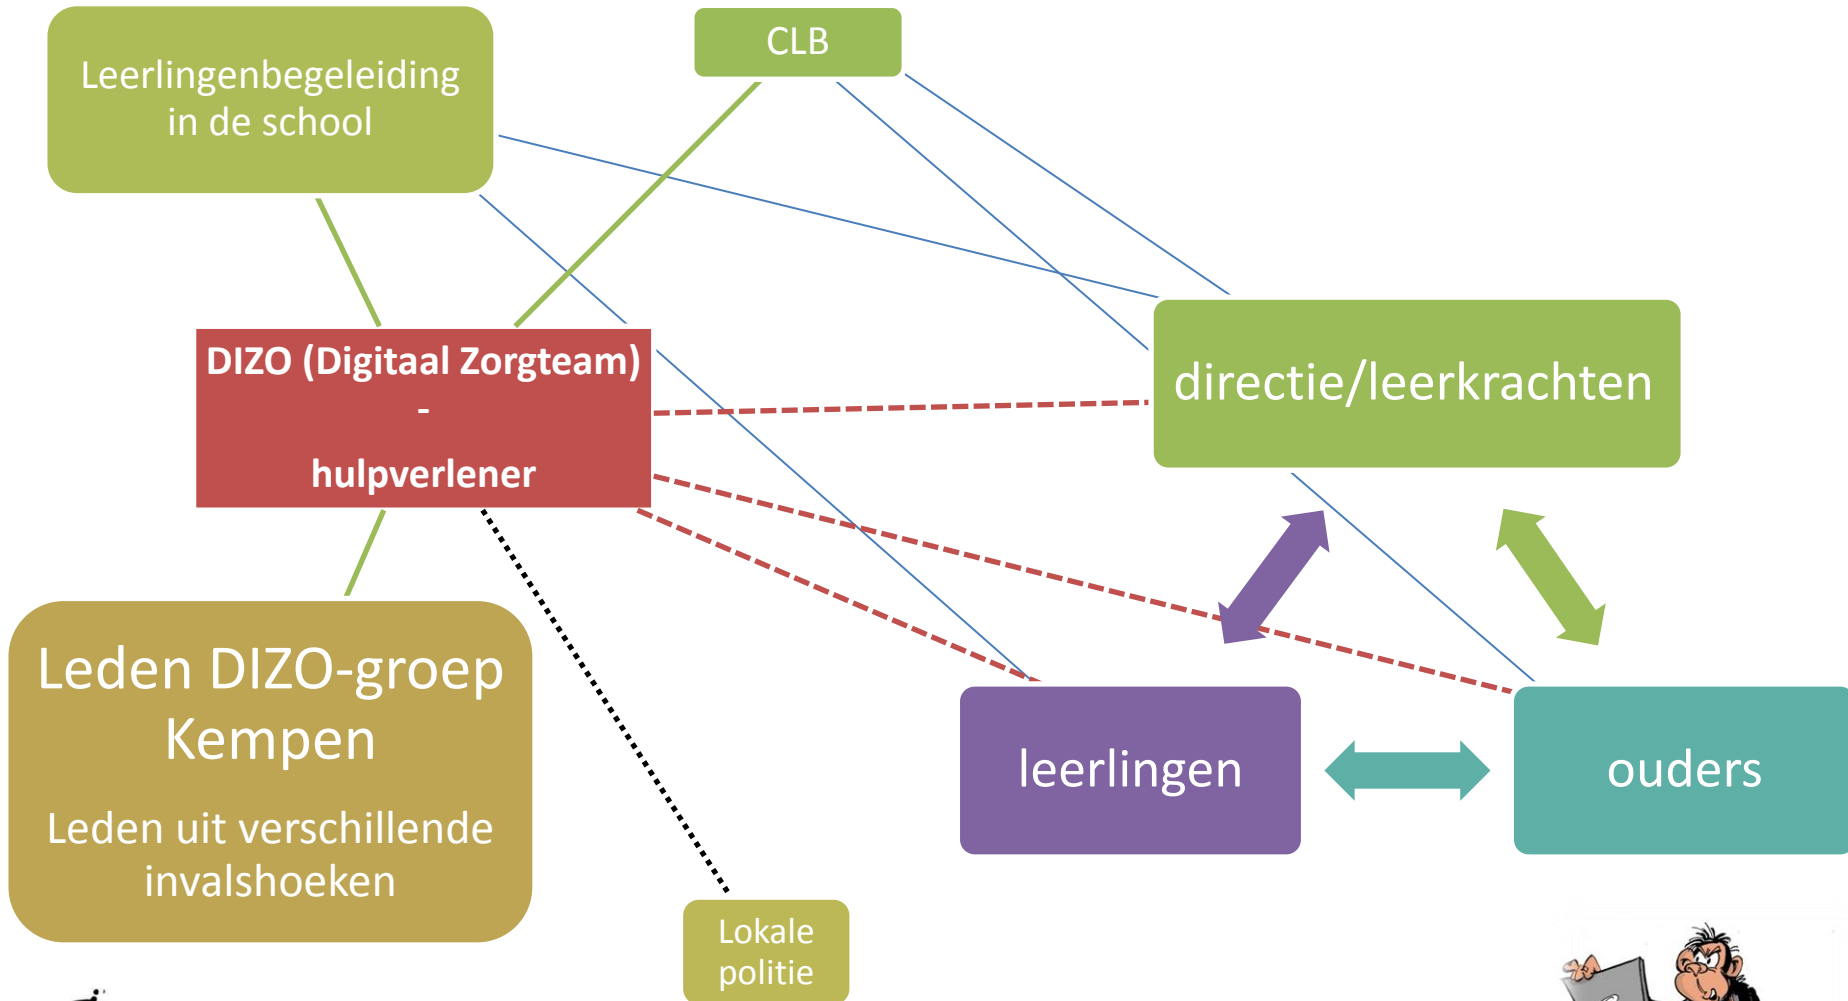 Leerlingenbegeleiding
in de school
CLB
DIZO (Digitaal Zorgteam)
-
hulpverlener
directie/leerkrachten
Leden DIZO-groep
Kempen
Leden uit verschillende
invalshoeken
leerlingen
ouders
Lokale
politie